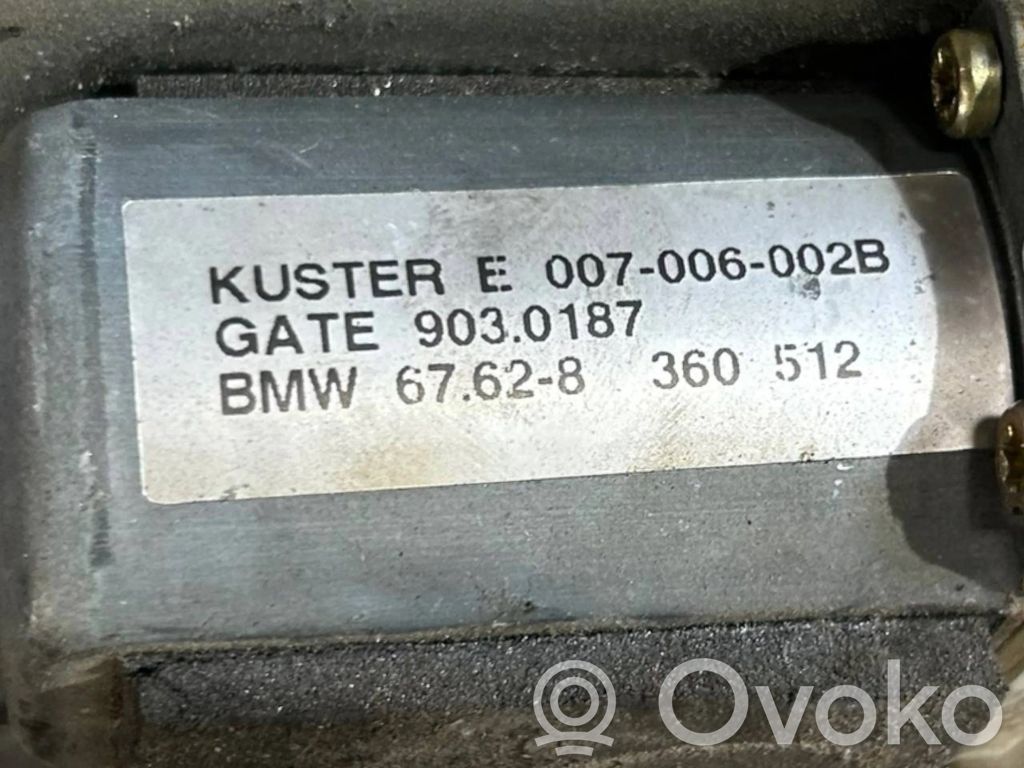 KUSTER E 007-006-002B
GATE 903.0187
BMW 67.62-8 360 512
Ovoko